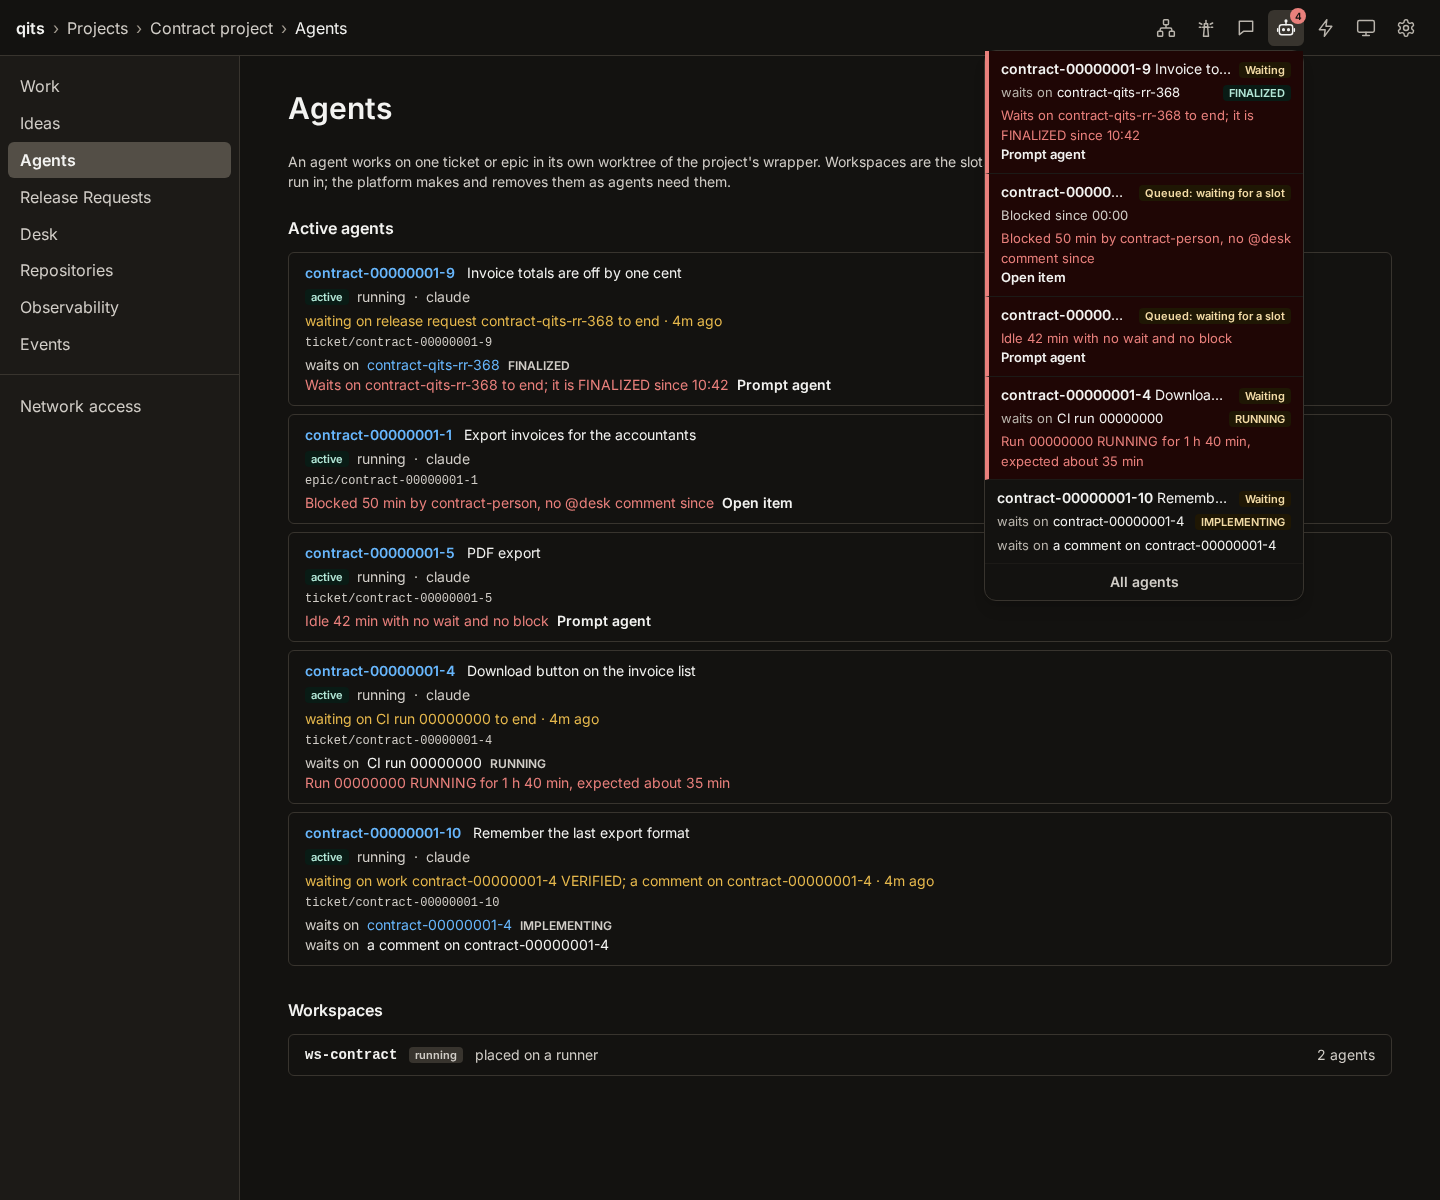 qits › Projects › Contract project › Agents
4
Work
Ideas
Agents
Release Requests
Desk
Repositories
Observability
Events
Network access
Agents
An agent works on one ticket or epic in its own worktree of the project's wrapper. Workspaces are the slot
run in; the platform makes and removes them as agents need them.
Active agents
contract-00000001-9 Invoice totals are off by one cent
active running · claude
waiting on release request contract-qits-rr-368 to end · 4m ago
ticket/contract-00000001-9
waits on contract-qits-rr-368 FINALIZED
Waits on contract-qits-rr-368 to end; it is FINALIZED since 10:42 Prompt agent
contract-00000001-1 Export invoices for the accountants
active running · claude
epic/contract-00000001-1
Blocked 50 min by contract-person, no @desk comment since Open item
contract-00000001-5 PDF export
active running · claude
ticket/contract-00000001-5
Idle 42 min with no wait and no block Prompt agent
contract-00000001-4 Download button on the invoice list
active running · claude
waiting on CI run 00000000 to end · 4m ago
ticket/contract-00000001-4
waits on CI run 00000000 RUNNING
Run 00000000 RUNNING for 1 h 40 min, expected about 35 min
contract-00000001-10 Remember the last export format
active running · claude
waiting on work contract-00000001-4 VERIFIED; a comment on contract-00000001-4 · 4m ago
ticket/contract-00000001-10
waits on contract-00000001-4 IMPLEMENTING
waits on a comment on contract-00000001-4
Workspaces
ws-contract running placed on a runner 2 agents
contract-00000001-9 Invoice to... Waiting
waits on contract-qits-rr-368 FINALIZED
Waits on contract-qits-rr-368 to end; it is
FINALIZED since 10:42
Prompt agent
contract-00000... Queued: waiting for a slot
Blocked since 00:00
Blocked 50 min by contract-person, no @desk
comment since
Open item
contract-00000... Queued: waiting for a slot
Idle 42 min with no wait and no block
Prompt agent
contract-00000001-4 Downloa... Waiting
waits on CI run 00000000 RUNNING
Run 00000000 RUNNING for 1 h 40 min,
expected about 35 min
contract-00000001-10 Rememb... Waiting
waits on contract-00000001-4 IMPLEMENTING
waits on a comment on contract-00000001-4
All agents